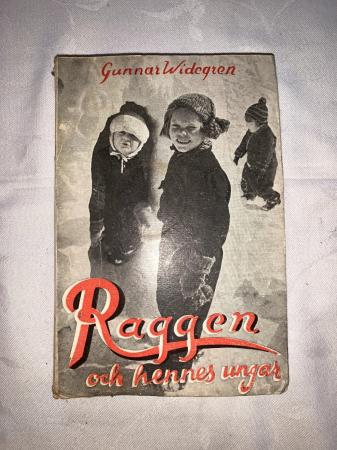 Gunnar Widegren
Raggen
och hennes ungar